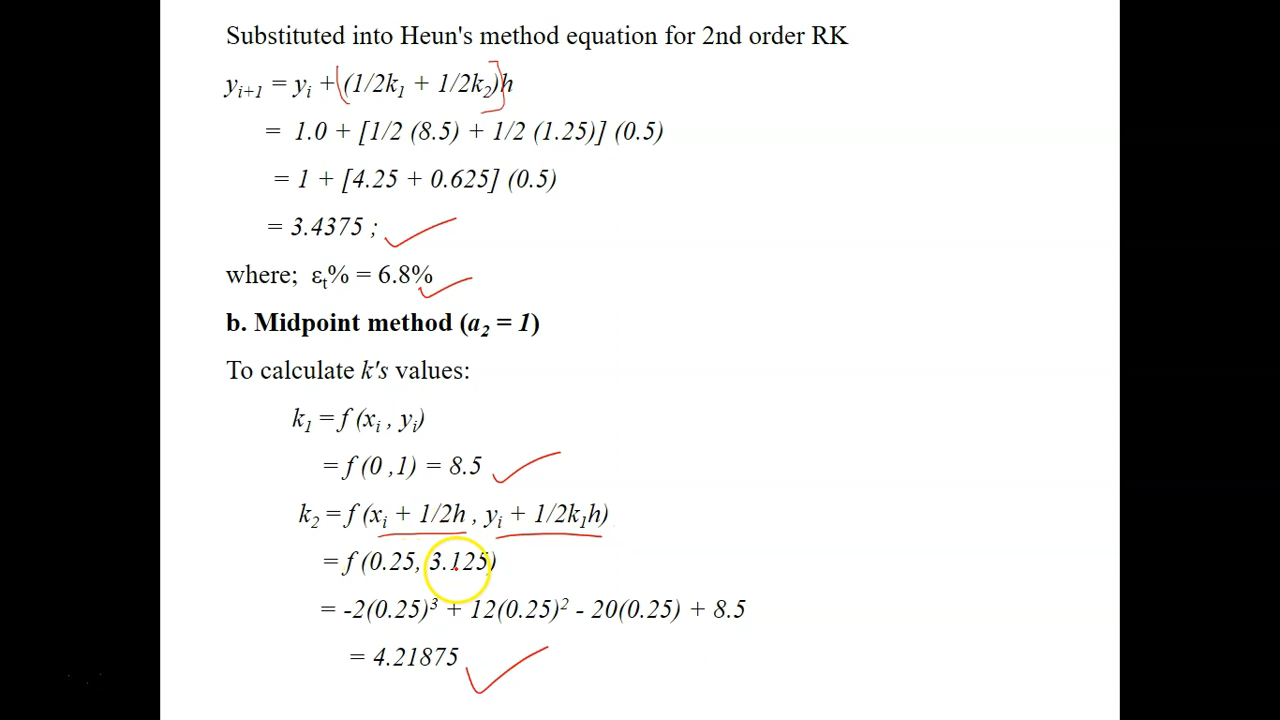 Substituted into Heun's method equation for 2nd order RK
yᵢ₊₁ = yᵢ + (1/2k₁ + 1/2k₂)h
= 1.0 + [1/2 (8.5) + 1/2 (1.25)] (0.5)
= 1 + [4.25 + 0.625] (0.5)
= 3.4375 ;
where; εₜ% = 6.8%
b. Midpoint method (a₂ = 1)
To calculate k's values:
k₁ = f (xᵢ , yᵢ)
= f (0 ,1) = 8.5
k₂ = f (xᵢ + 1/2h , yᵢ + 1/2k₁h)
= f (0.25, 3.125)
= -2(0.25)³ + 12(0.25)² - 20(0.25) + 8.5
= 4.21875